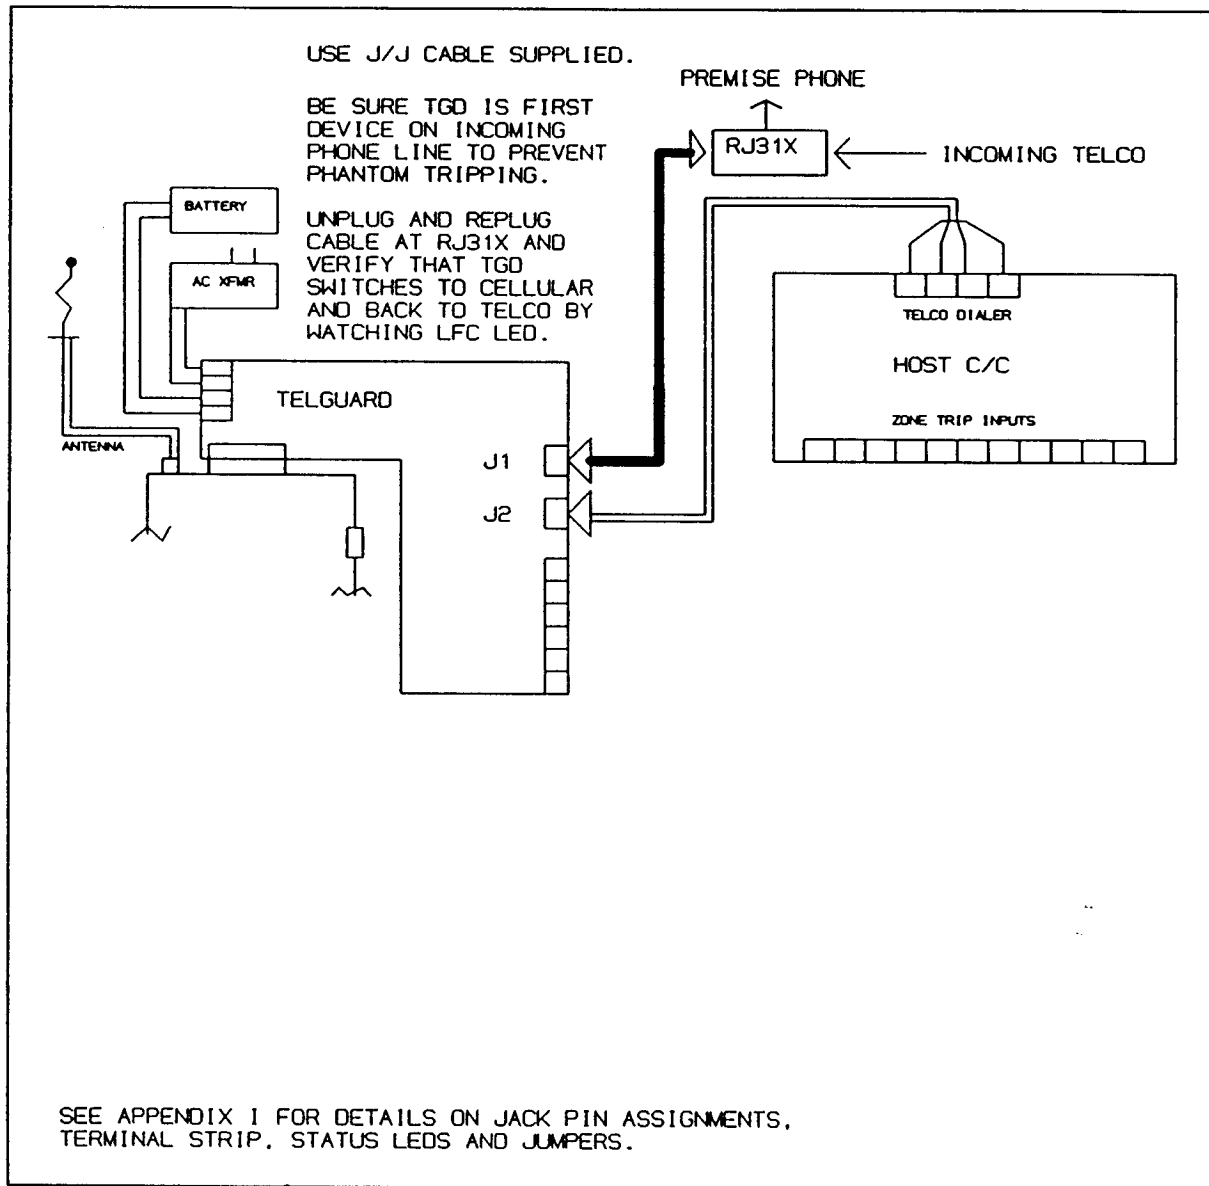 USE J/J CABLE SUPPLIED.
BE SURE TGD IS FIRST
DEVICE ON INCOMING
PHONE LINE TO PREVENT
PHANTOM TRIPPING.
UNPLUG AND REPLUG
CABLE AT RJ31X AND
VERIFY THAT TGD
SWITCHES TO CELLULAR
AND BACK TO TELCO BY
WATCHING LFC LED.
PREMISE PHONE
RJ31X
INCOMING TELCO
BATTERY
AC XFMR
TELCO DIALER
HOST C/C
ZONE TRIP INPUTS
TELGUARD
ANTENNA
J1
J2
SEE APPENDIX I FOR DETAILS ON JACK PIN ASSIGNMENTS,
TERMINAL STRIP, STATUS LEDS AND JUMPERS.